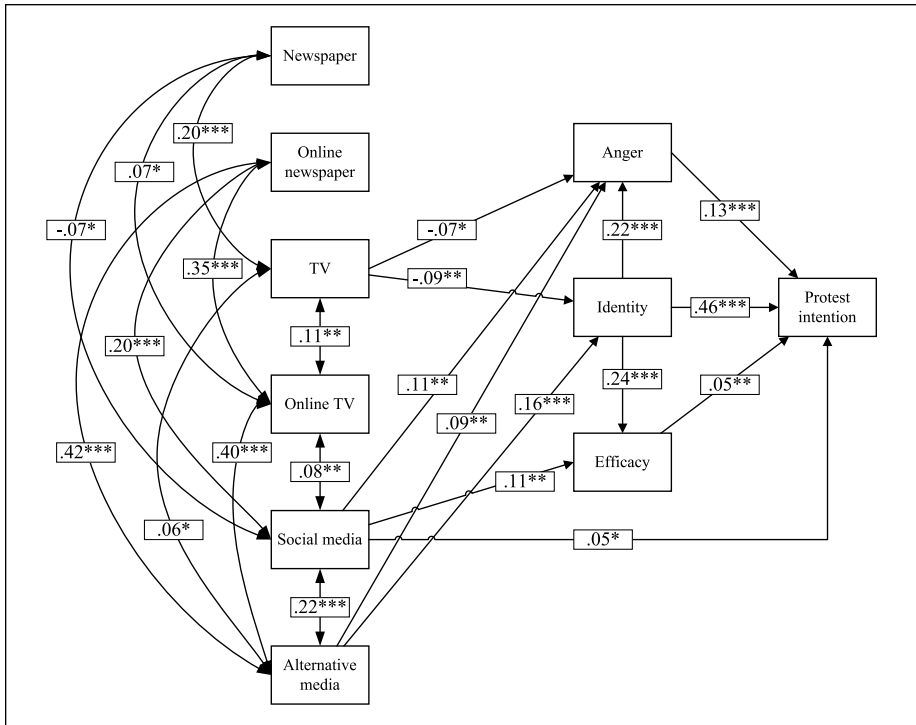 Newspaper
.20***
Online
newspaper
Anger
.07*
.13***
-.07*
-.07*
.22***
.35***
TV
-.09**
Identity
.46***
Protest
intention
.20***
.11**
.11**
.24***
.05**
Online TV
.16***
.09**
.42***
.40***
.08**
Efficacy
.11**
.06*
Social media
.05*
.22***
Alternative
media